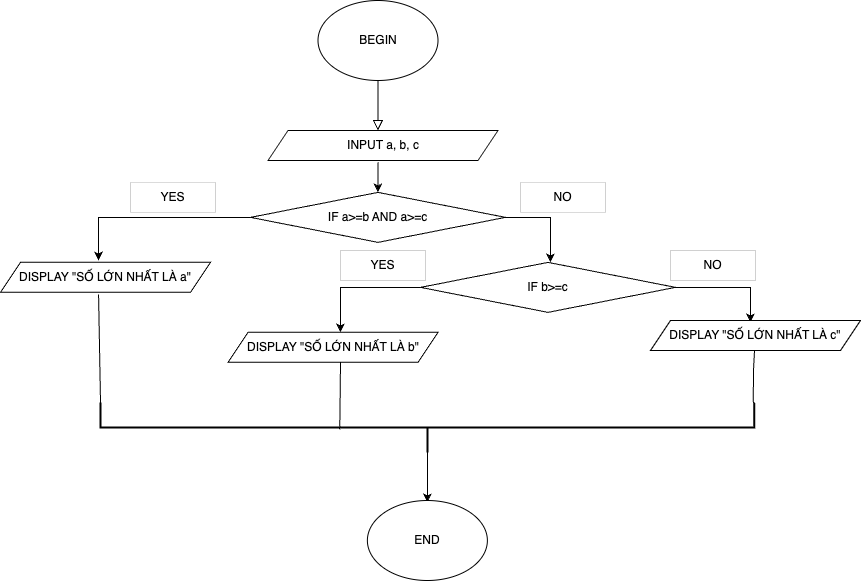 BEGIN
INPUT a, b, c
YES
NO
IF a>=b AND a>=c
YES
NO
DISPLAY "SỐ LỚN NHẤT LÀ a"
IF b>=c
DISPLAY "SỐ LỚN NHẤT LÀ b"
DISPLAY "SỐ LỚN NHẤT LÀ c"
END